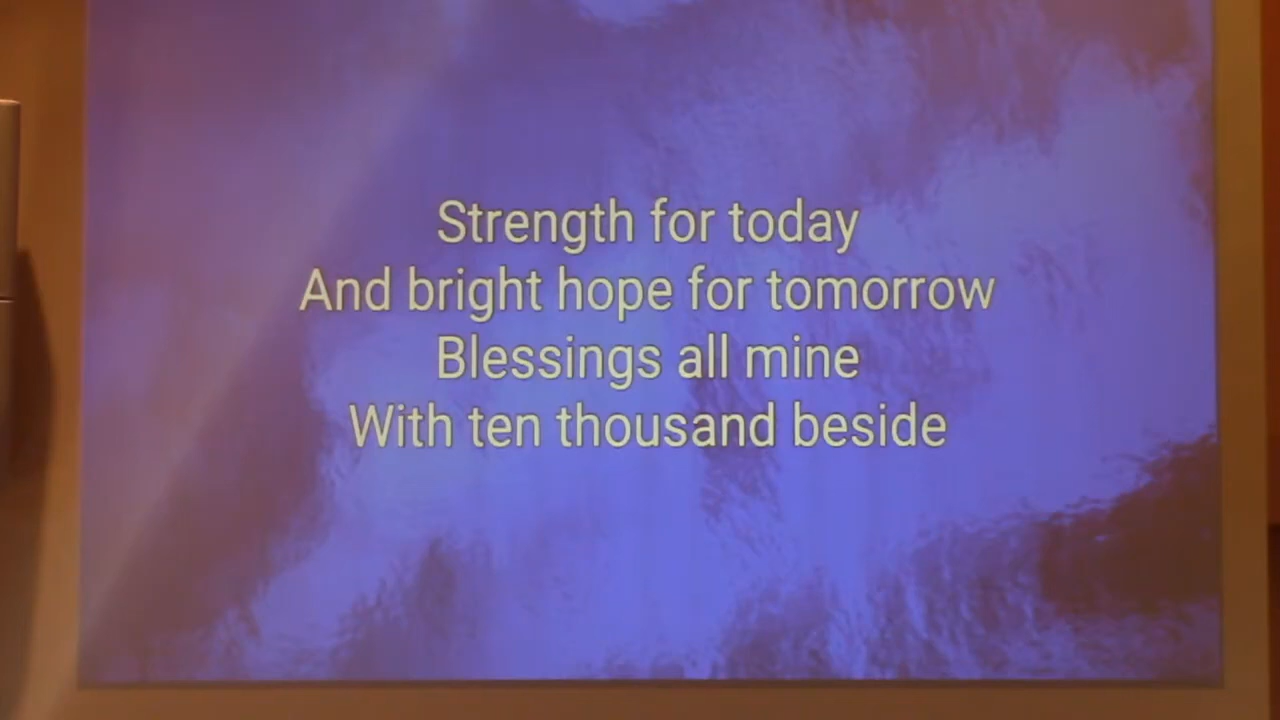 Strength for today
And bright hope for tomorrow
Blessings all mine
With ten thousand beside